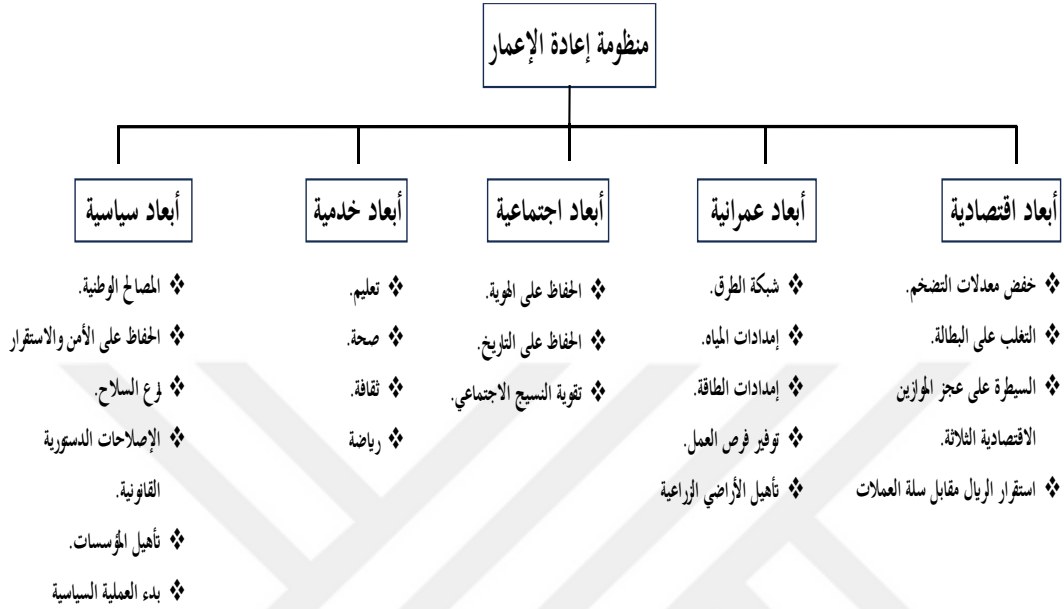 منظومة إعادة الإعمار
أبعاد اقتصادية
❖ خفض معدلات التضخم.
❖ التغلب على البطالة.
❖ السيطرة على عجز الموازين
الاقتصادية الثلاثة.
❖ استقرار الريال مقابل سلة العملات
أبعاد عمرانية
❖ شبكة الطرق.
❖ إمدادات المياه.
❖ إمدادات الطاقة.
❖ توفير فرص العمل.
❖ تأهيل الأراضي الزراعية
أبعاد اجتماعية
❖ الحفاظ على الهوية.
❖ الحفاظ على التاريخ.
❖ تقوية النسيج الاجتماعي.
أبعاد خدمية
❖ تعليم.
❖ صحة.
❖ ثقافة.
❖ رياضة
أبعاد سياسية
❖ المصالح الوطنية.
❖ الحفاظ على الأمن والاستقرار
❖ نزع السلاح.
❖ الإصلاحات الدستورية
القانونية.
❖ تأهيل المؤسسات.
❖ بدء العملية السياسية